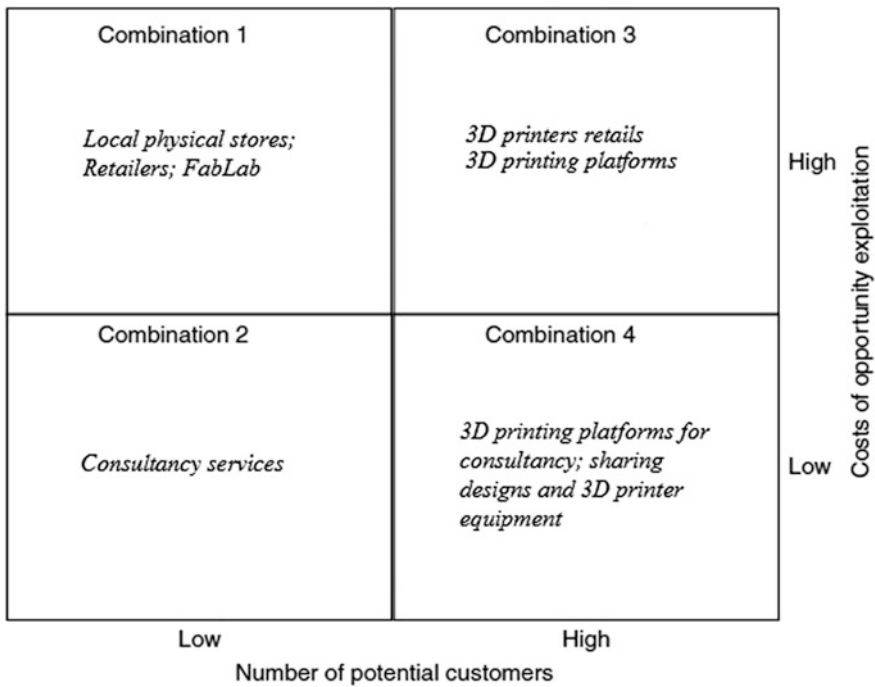 Combination 1
Local physical stores;
Retailers; FabLab
Combination 3
3D printers retails
3D printing platforms
High
Combination 2
Consultancy services
Combination 4
3D printing platforms for
consultancy; sharing
designs and 3D printer
equipment
Low
Costs of opportunity exploitation
Low
High
Number of potential customers